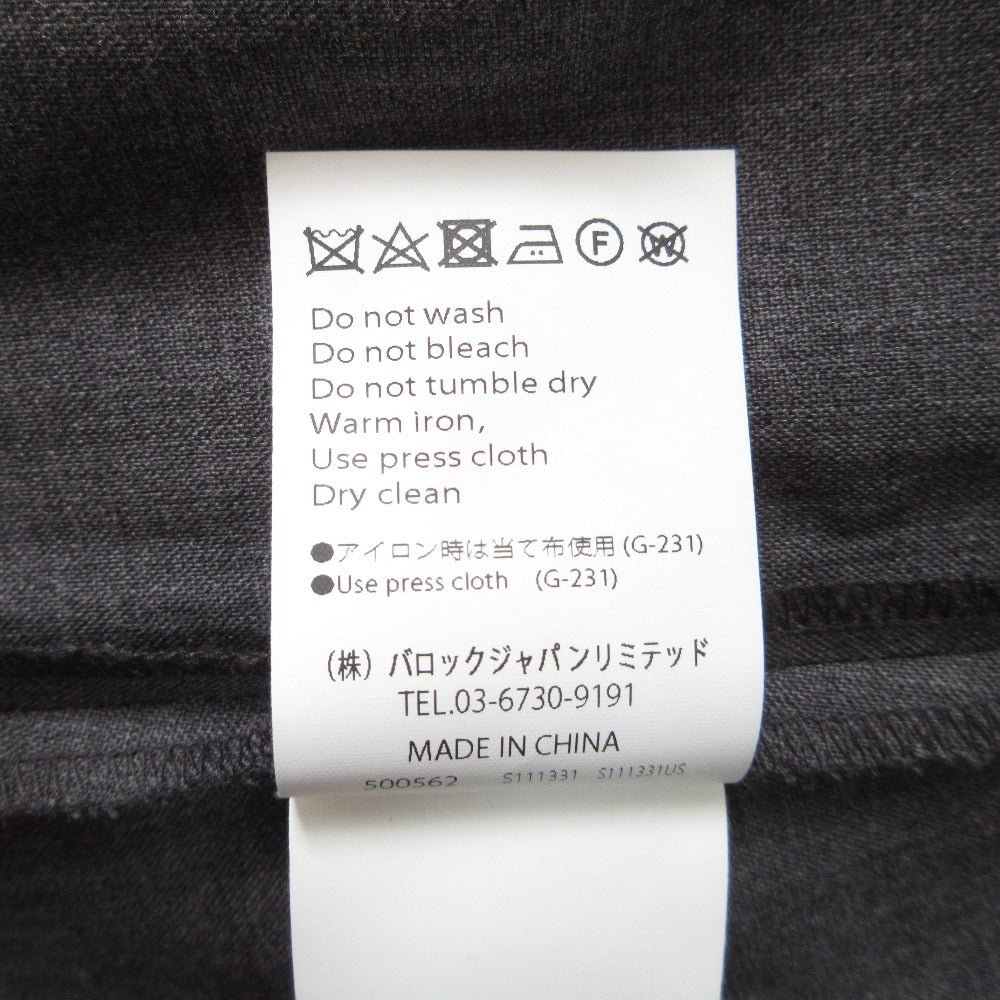 F W
Do not wash
Do not bleach
Do not tumble dry
Warm iron,
Use press cloth
Dry clean
●アイロン時は当て布使用 (G-231)
●Use press cloth (G-231)
(株) バロックジャパンリミテッド
TEL.03-6730-9191
MADE IN CHINA
500562 S111331 S111331US